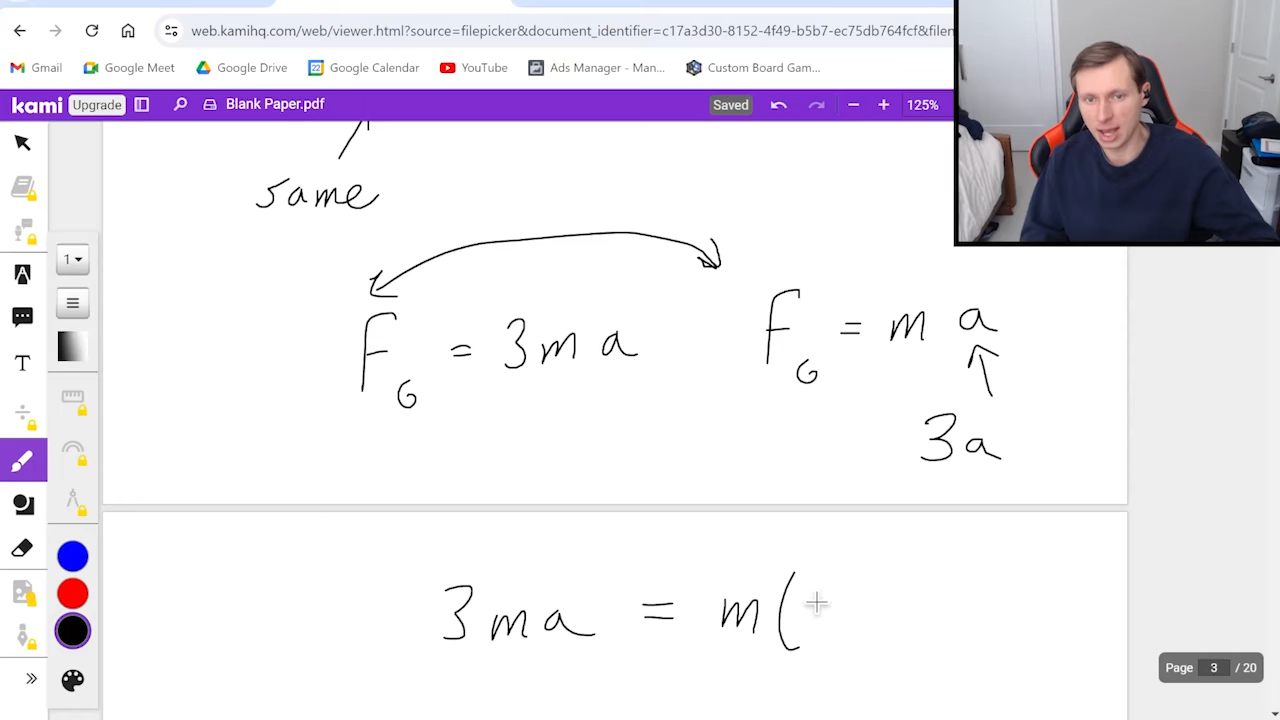 web.kamihq.com/web/viewer.html?source=filepicker&document_identifier=c17a3d30-8152-4f49-b5b7-ec75db764fcf&filen
Gmail Google Meet Google Drive 22 Google Calendar YouTube Ads Manager - Man... Custom Board Gam...
kami Upgrade Blank Paper.pdf Saved 125%
same
F_G = 3ma F_G = ma
3a
3ma = m(
1
T
Page 3 / 20